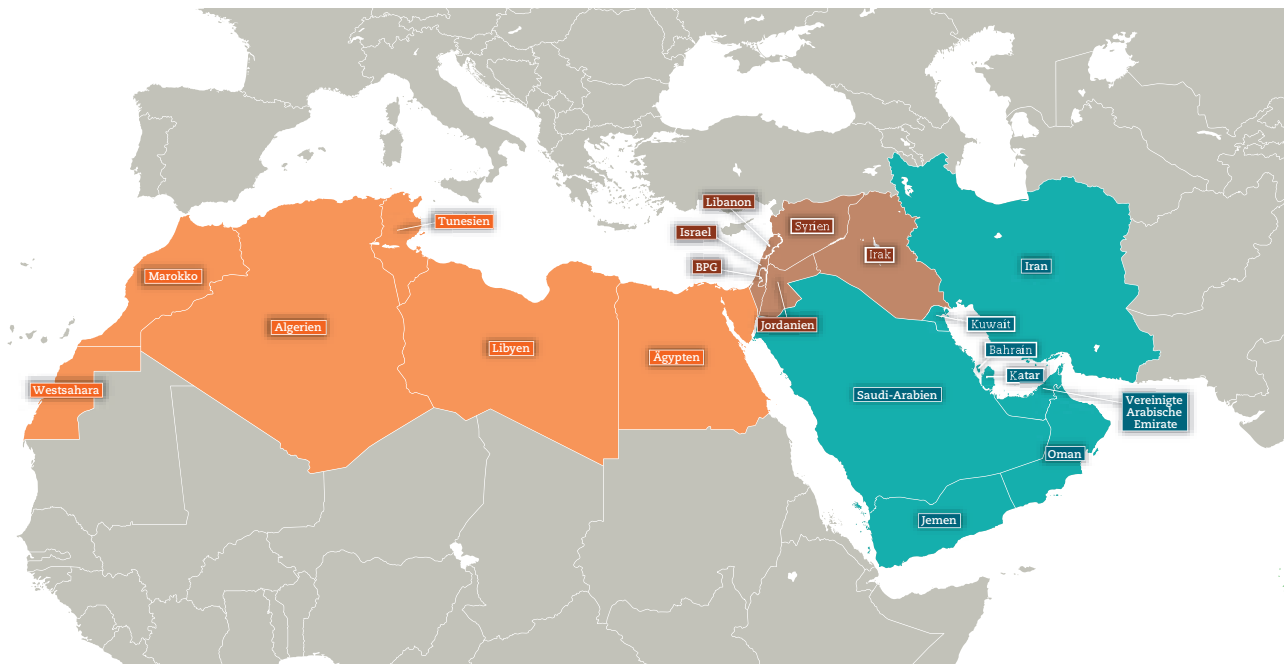 Libanon
Tunesien
Syrien
Israel
Irak
BPG
Iran
Marokko
Jordanien
Kuwait
Algerien
Libyen
Bahrain
Ägypten
Katar
Westsahara
Saudi-Arabien
Vereinigte
Arabische
Emirate
Oman
Jemen